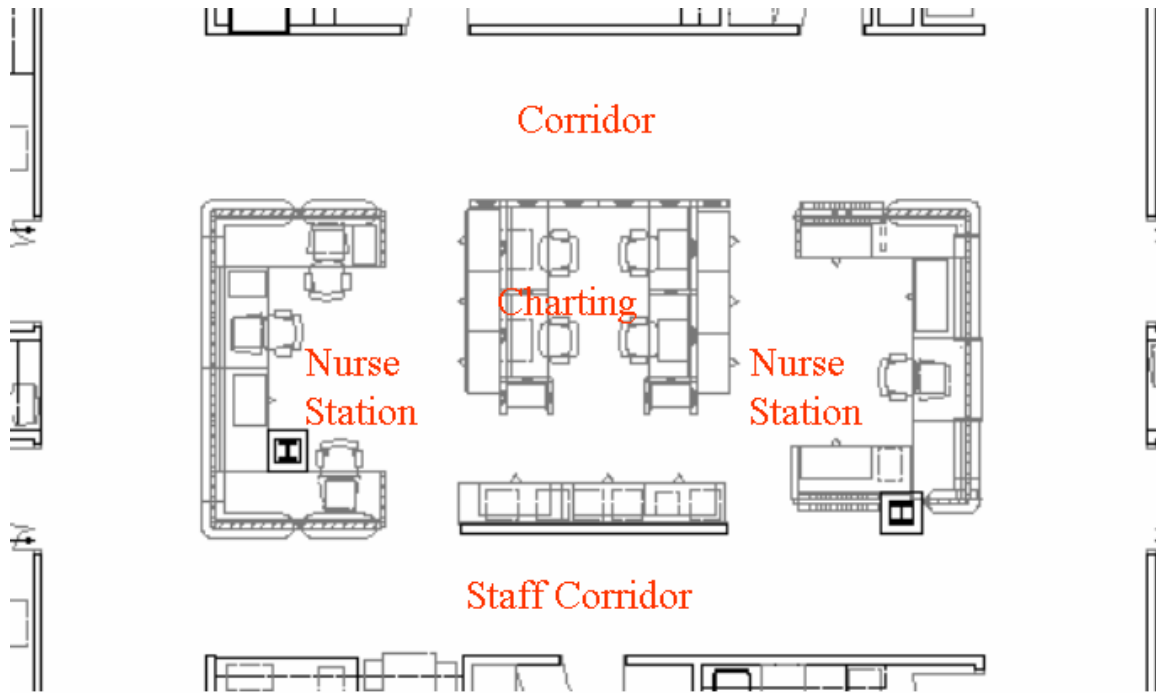 Corridor
Charting
Nurse
Station
Nurse
Station
Staff Corridor